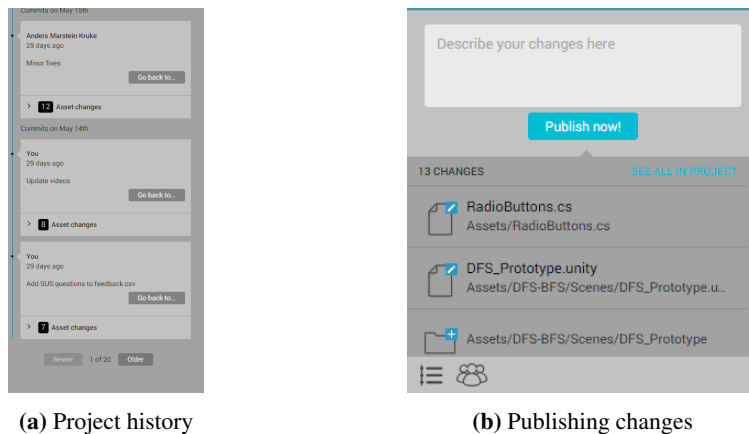 Commits on May 15th
Anders Marstein Kruke
29 days ago
Minor fixes.
Go back to...
12 Asset changes
Commits on May 14th
You
29 days ago
Update videos
Go back to...
8 Asset changes
You
29 days ago
Add SUS questions to feedback.csv
Go back to...
7 Asset changes
Newer 1 of 20 Older
(a) Project history
Describe your changes here
Publish now!
13 CHANGES SEE ALL IN PROJECT
RadioButtons.cs
Assets/RadioButtons.cs
DFS_Prototype.unity
Assets/DFS-BFS/Scenes/DFS_Prototype.u...
Assets/DFS-BFS/Scenes/DFS_Prototype
(b) Publishing changes